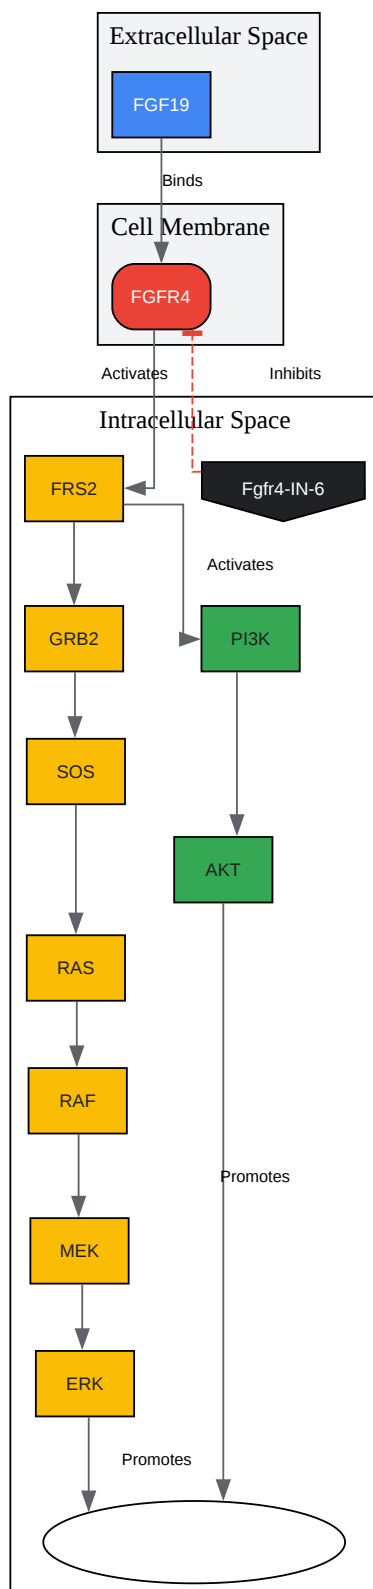 Extracellular Space
FGF19
Binds
Cell Membrane
FGFR4
Activates
Inhibits
Intracellular Space
FRS2
Fgfr4-IN-6
Activates
GRB2
PI3K
SOS
AKT
RAS
RAF
Promotes
MEK
ERK
Promotes